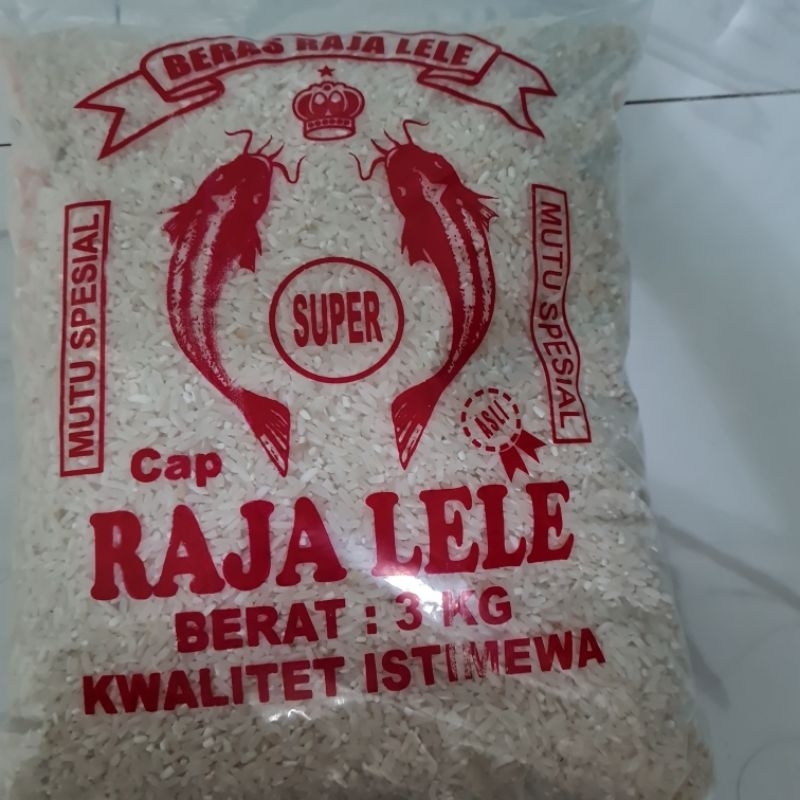 BERAS RAJA LELE
MUTU SPESIAL
MUTU SPESIAL
SUPER
ASLI
Cap
RAJA LELE
BERAT : 3 KG
KWALITET ISTIMEWA